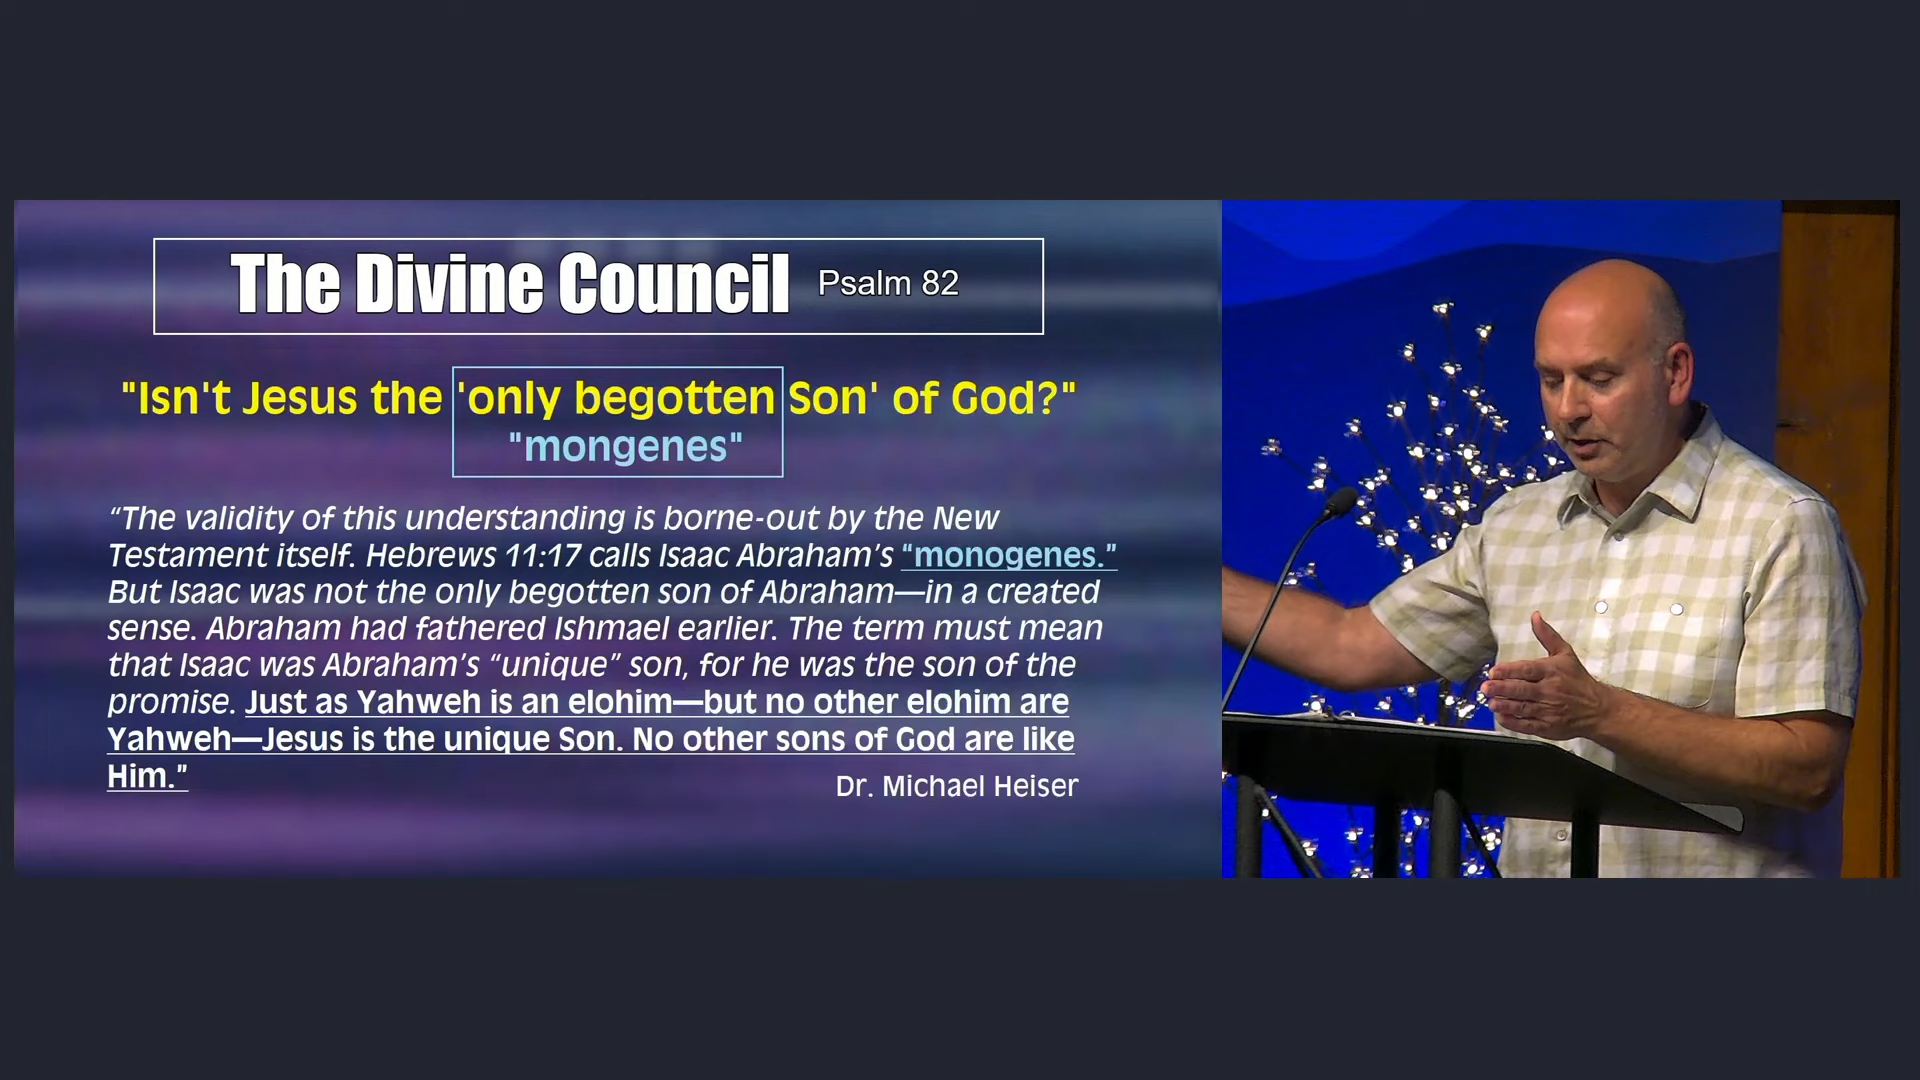 The Divine Council Psalm 82
"Isn't Jesus the 'only begotten Son' of God?"
"mongenes"
“The validity of this understanding is borne-out by the New
Testament itself. Hebrews 11:17 calls Isaac Abraham’s “monogenes.”
But Isaac was not the only begotten son of Abraham—in a created
sense. Abraham had fathered Ishmael earlier. The term must mean
that Isaac was Abraham’s “unique” son, for he was the son of the
promise. Just as Yahweh is an elohim—but no other elohim are
Yahweh—Jesus is the unique Son. No other sons of God are like
Him.”
Dr. Michael Heiser